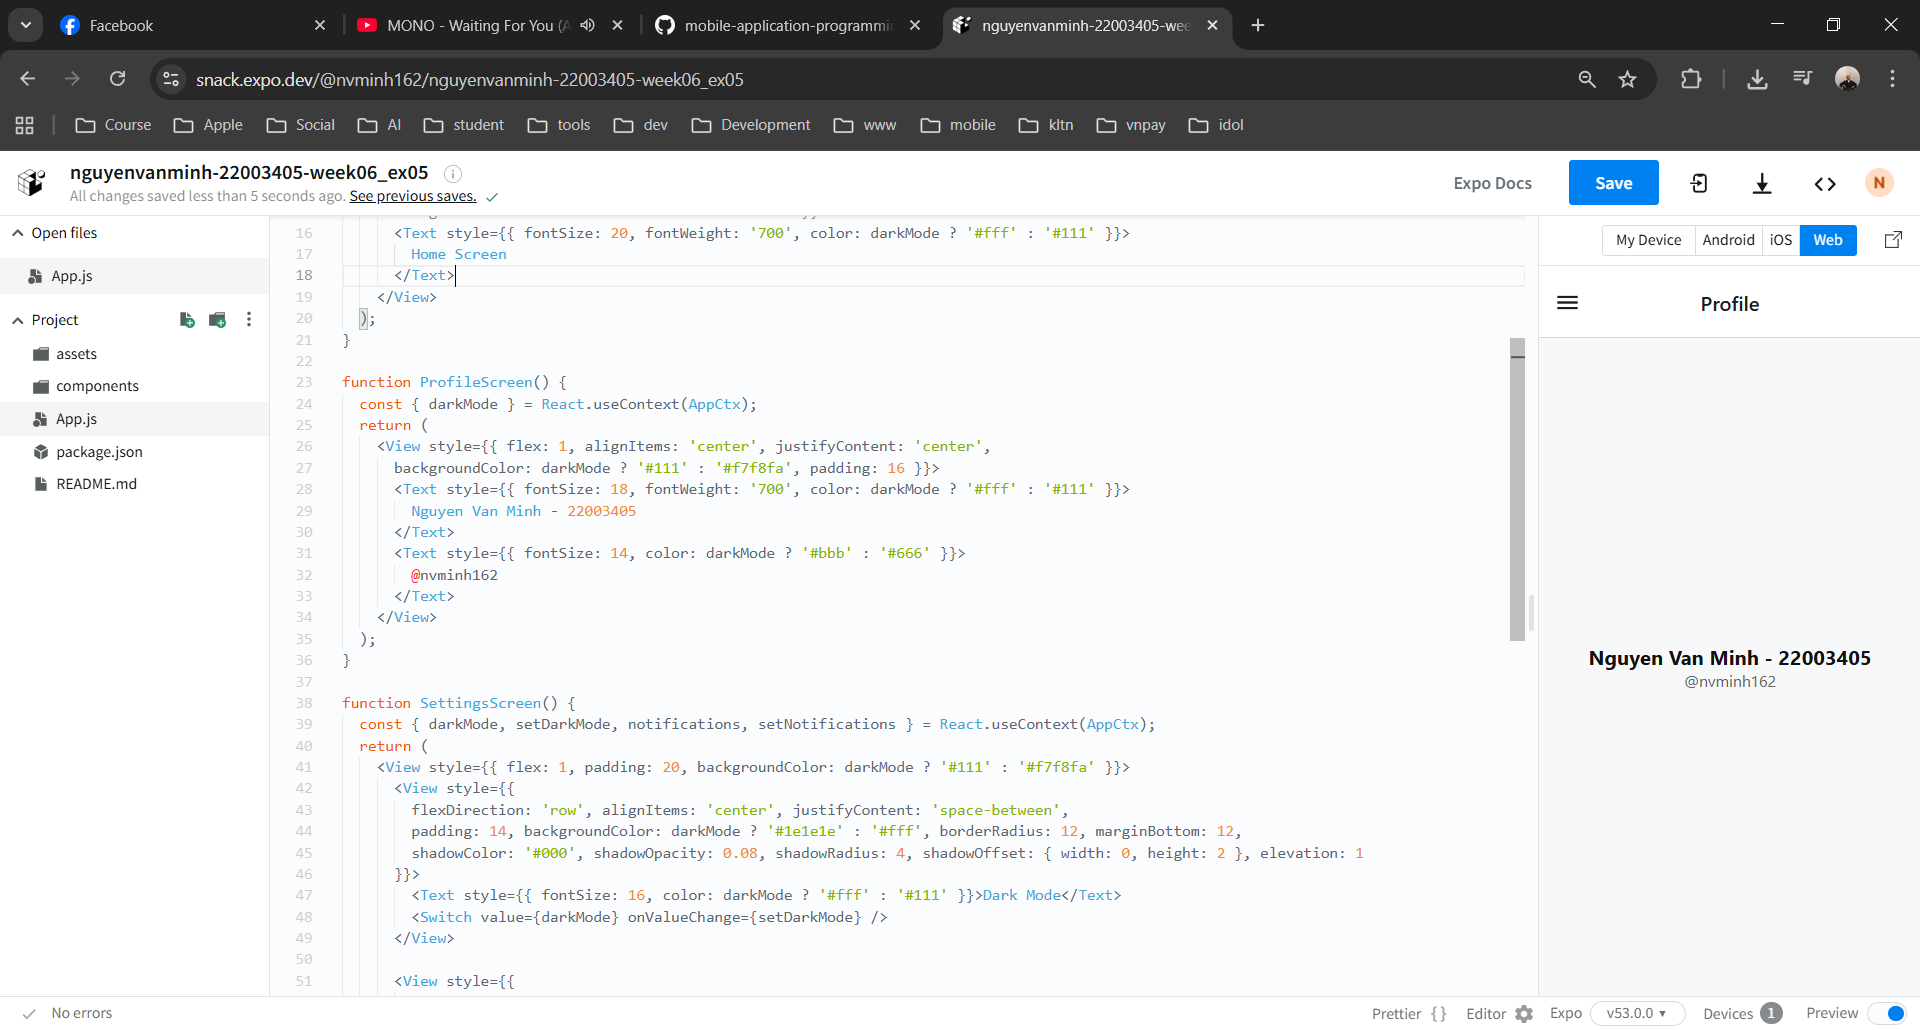 Facebook
MONO - Waiting For You (A
mobile-application-programmi
nguyenvanminh-22003405-wee
snack.expo.dev/@nvminh162/nguyenvanminh-22003405-week06_ex05
Course
Apple
Social
AI
student
tools
dev
Development
www
mobile
kltn
vnpay
idol
nguyenvanminh-22003405-week06_ex05
All changes saved less than 5 seconds ago. See previous saves.
Expo Docs
Save
N
Open files
App.js
Project
assets
components
App.js
package.json
README.md
16 <Text style={{ fontSize: 20, fontWeight: '700', color: darkMode ? '#fff' : '#111' }}>
17 Home Screen
18 </Text>
19 </View>
20 );
21 }
22
23 function ProfileScreen() {
24 const { darkMode } = React.useContext(AppCtx);
25 return (
26 <View style={{ flex: 1, alignItems: 'center', justifyContent: 'center',
27 backgroundColor: darkMode ? '#111' : '#f7f8fa', padding: 16 }}>
28 <Text style={{ fontSize: 18, fontWeight: '700', color: darkMode ? '#fff' : '#111' }}>
29 Nguyen Van Minh - 22003405
30 </Text>
31 <Text style={{ fontSize: 14, color: darkMode ? '#bbb' : '#666' }}>
32 @nvminh162
33 </Text>
34 </View>
35 );
36 }
37
38 function SettingsScreen() {
39 const { darkMode, setDarkMode, notifications, setNotifications } = React.useContext(AppCtx);
40 return (
41 <View style={{ flex: 1, padding: 20, backgroundColor: darkMode ? '#111' : '#f7f8fa' }}>
42 <View style={{
43 flexDirection: 'row', alignItems: 'center', justifyContent: 'space-between',
44 padding: 14, backgroundColor: darkMode ? '#1e1e1e' : '#fff', borderRadius: 12, marginBottom: 12,
45 shadowColor: '#000', shadowOpacity: 0.08, shadowRadius: 4, shadowOffset: { width: 0, height: 2 }, elevation: 1
46 }}>
47 <Text style={{ fontSize: 16, color: darkMode ? '#fff' : '#111' }}>Dark Mode</Text>
48 <Switch value={darkMode} onValueChange={setDarkMode} />
49 </View>
50
51 <View style={{
My Device
Android
iOS
Web
Profile
Nguyen Van Minh - 22003405
@nvminh162
No errors
Prettier {}
Editor
Expo
v53.0.0
Devices 1
Preview